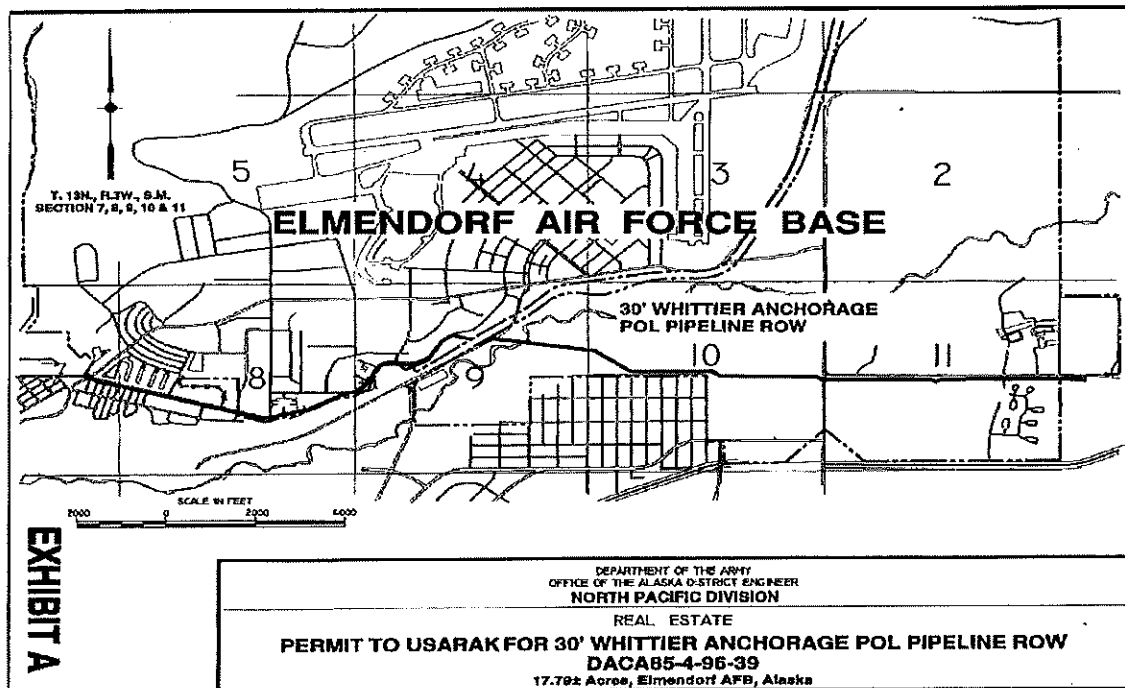 5
3
2
T. 13N., R.3W., S.M.
SECTION 7, 8, 9, 10 & 11
ELMENDORF AIR FORCE BASE
30' WHITTIER ANCHORAGE
POL PIPELINE ROW
8
9
10
11
SCALE IN FEET
2000 0 2000 4000
EXHIBIT A
DEPARTMENT OF THE ARMY
OFFICE OF THE ALASKA DISTRICT ENGINEER
NORTH PACIFIC DIVISION
REAL ESTATE
PERMIT TO USARAK FOR 30' WHITTIER ANCHORAGE POL PIPELINE ROW
DACA85-4-96-39
17.79± Acres, Elmendorf AFB, Alaska